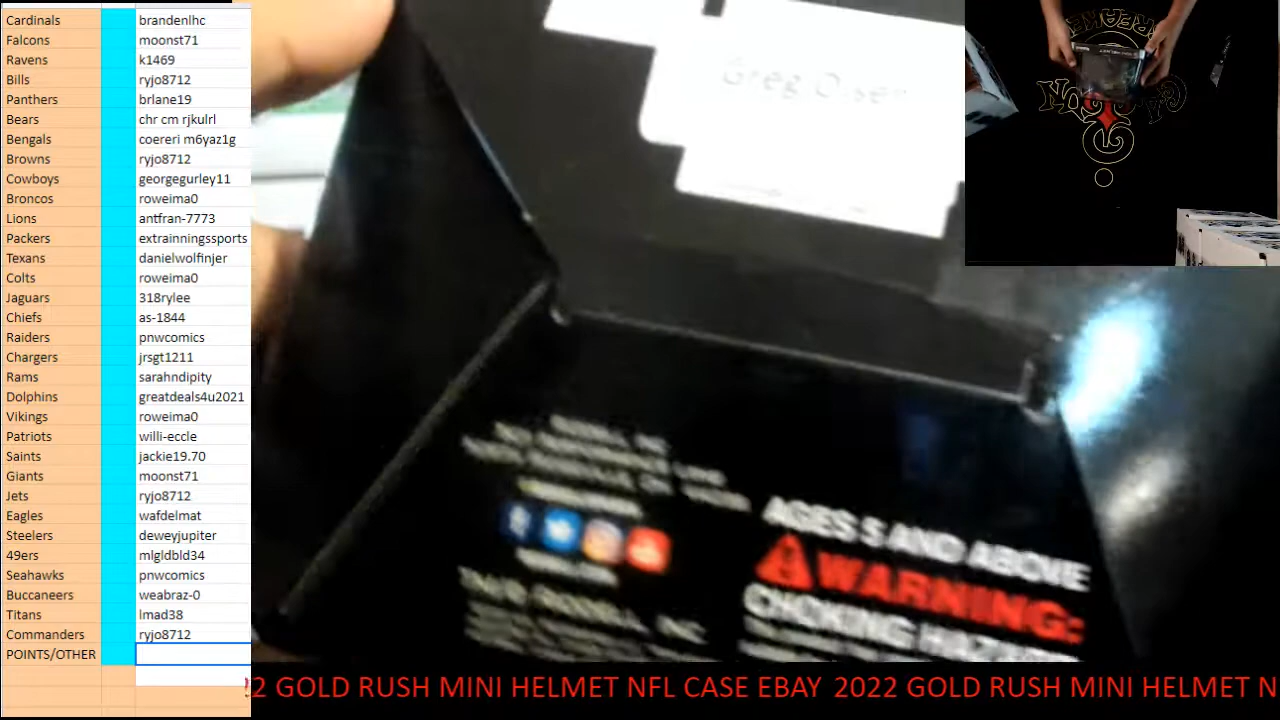 Cardinals brandenlhc
Falcons moonst71
Ravens k1469
Bills ryjo8712
Panthers brlane19
Bears chr cm rjkulrl
Bengals coereri m6yaz1g
Browns ryjo8712
Cowboys georgegurley11
Broncos roweima0
Lions antfran-7773
Packers extrainningssports
Texans danielwolfinjer
Colts roweima0
Jaguars 318rylee
Chiefs as-1844
Raiders pnwcomics
Chargers jrsgt1211
Rams sarahndipity
Dolphins greatdeals4u2021
Vikings roweima0
Patriots willi-eccle
Saints jackie19.70
Giants moonst71
Jets ryjo8712
Eagles wafdelmat
Steelers deweyjupiter
49ers mlgldbld34
Seahawks pnwcomics
Buccaneers weabraz-0
Titans lmad38
Commanders ryjo8712
POINTS/OTHER
Greg Olsen
AGES 5 AND ABOVE
WARNING:
CHOKING HAZARD
2 GOLD RUSH MINI HELMET NFL CASE EBAY 2022 GOLD RUSH MINI HELMET N